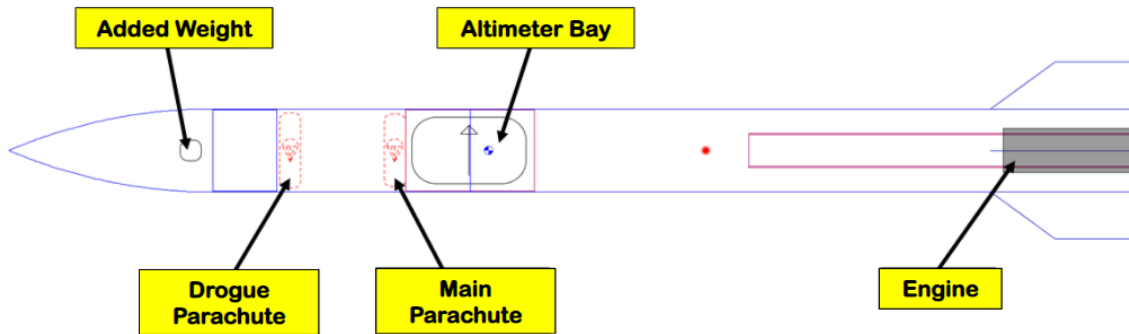 Added Weight
Altimeter Bay
Drogue
Parachute
Main
Parachute
Engine